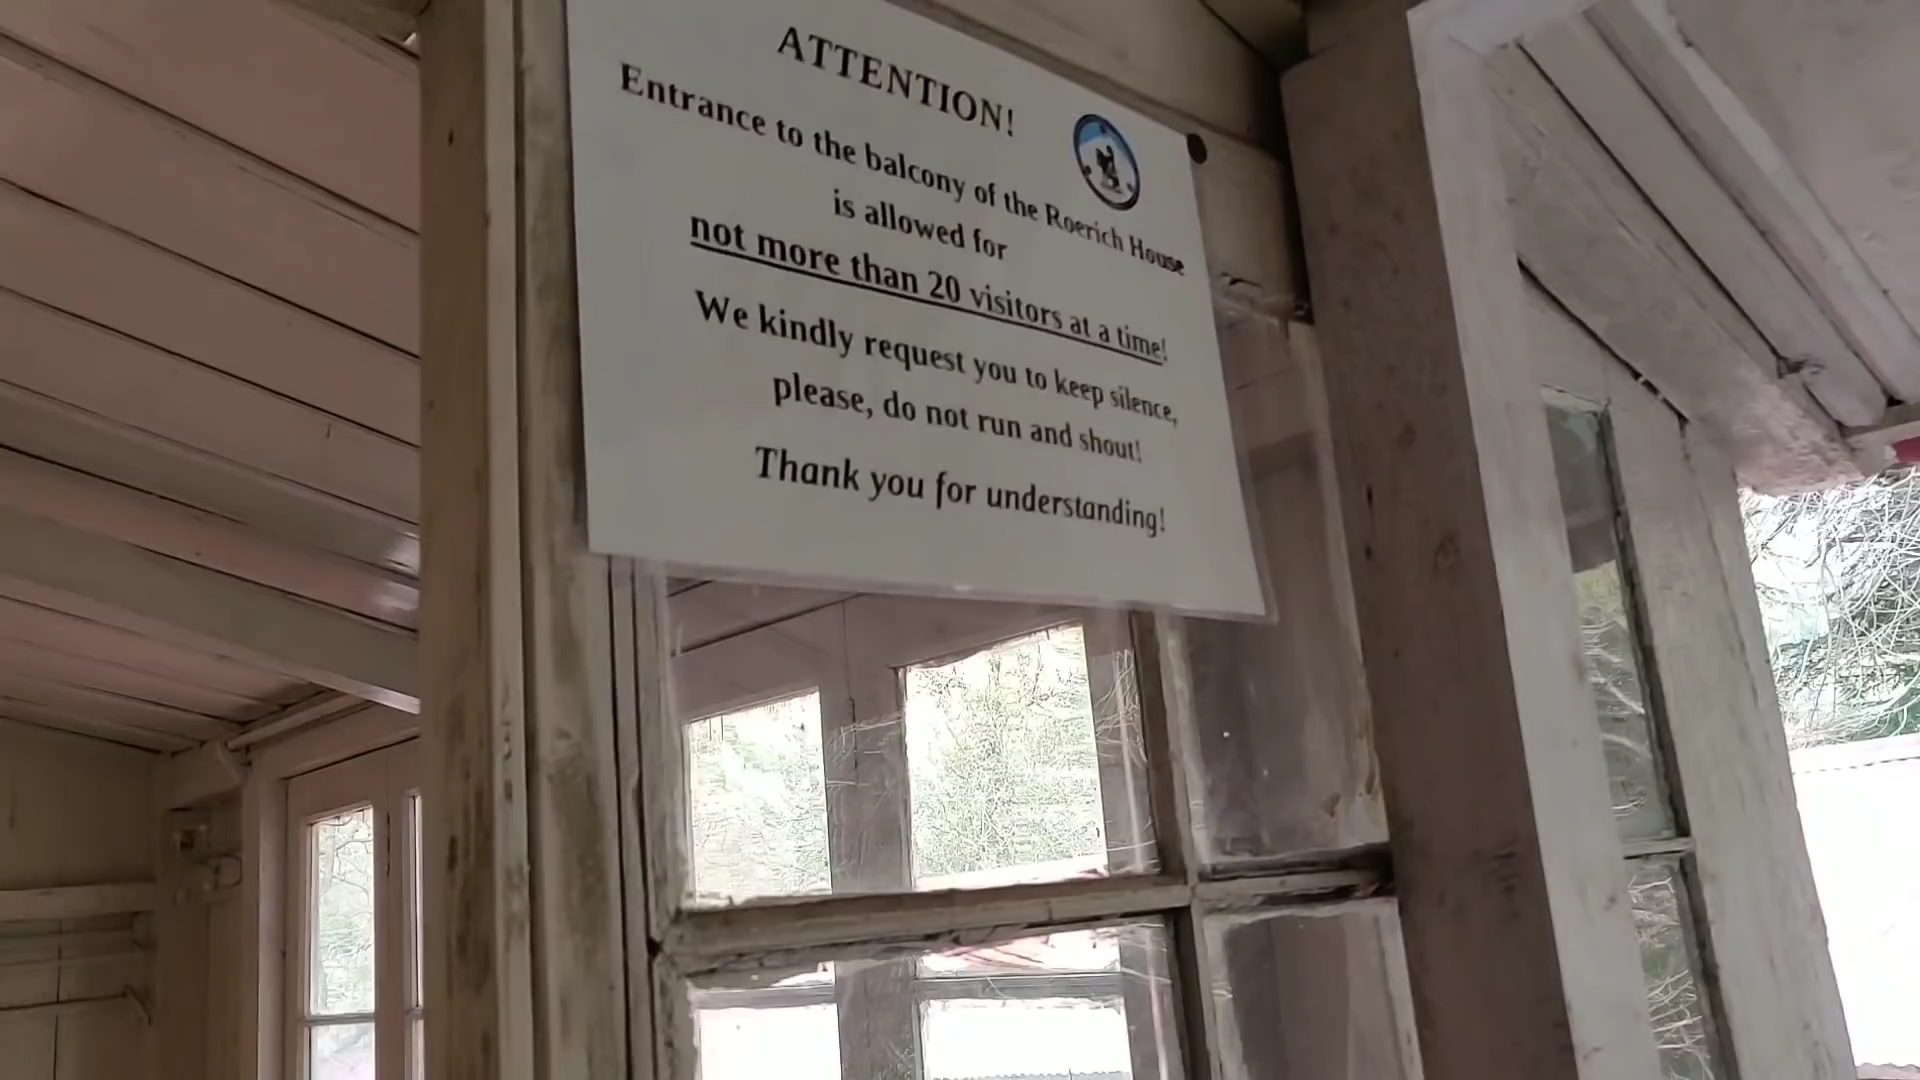 ATTENTION!
Entrance to the balcony of the Roerich House
is allowed for
not more than 20 visitors at a time!
We kindly request you to keep silence,
please, do not run and shout!
Thank you for understanding!